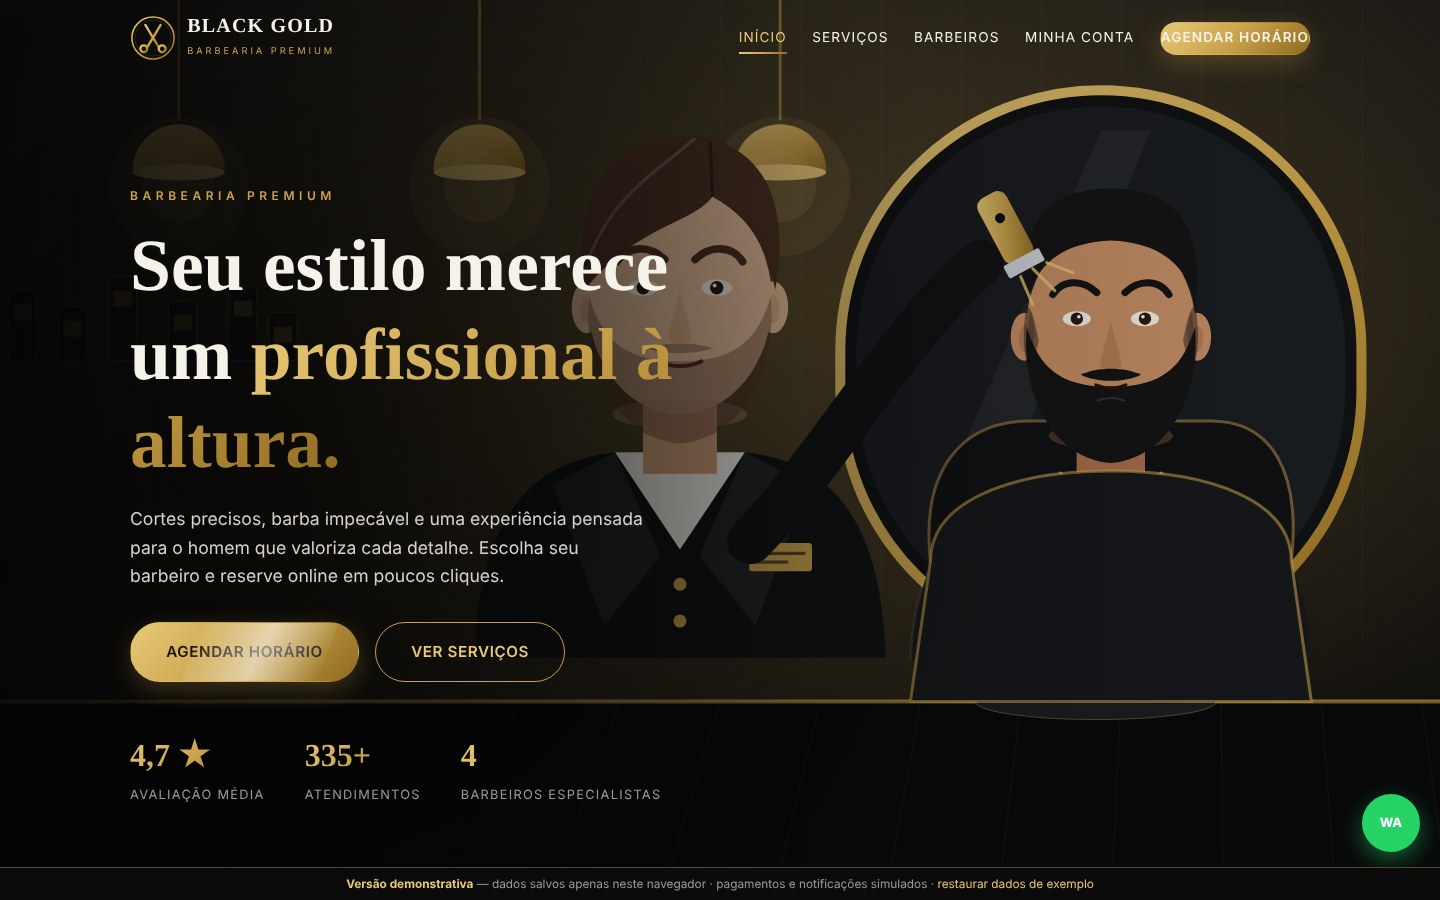 BLACK GOLD
BARBEARIA PREMIUM
INÍCIO
SERVIÇOS
BARBEIROS
MINHA CONTA
AGENDAR HORÁRIO
BARBEARIA PREMIUM
Seu estilo merece
um profissional à
altura.
Cortes precisos, barba impecável e uma experiência pensada
para o homem que valoriza cada detalhe. Escolha seu
barbeiro e reserve online em poucos cliques.
AGENDAR HORÁRIO
VER SERVIÇOS
4,7 ★
335+
4
AVALIAÇÃO MÉDIA
ATENDIMENTOS
BARBEIROS ESPECIALISTAS
WA
Versão demonstrativa — dados salvos apenas neste navegador · pagamentos e notificações simulados · restaurar dados de exemplo